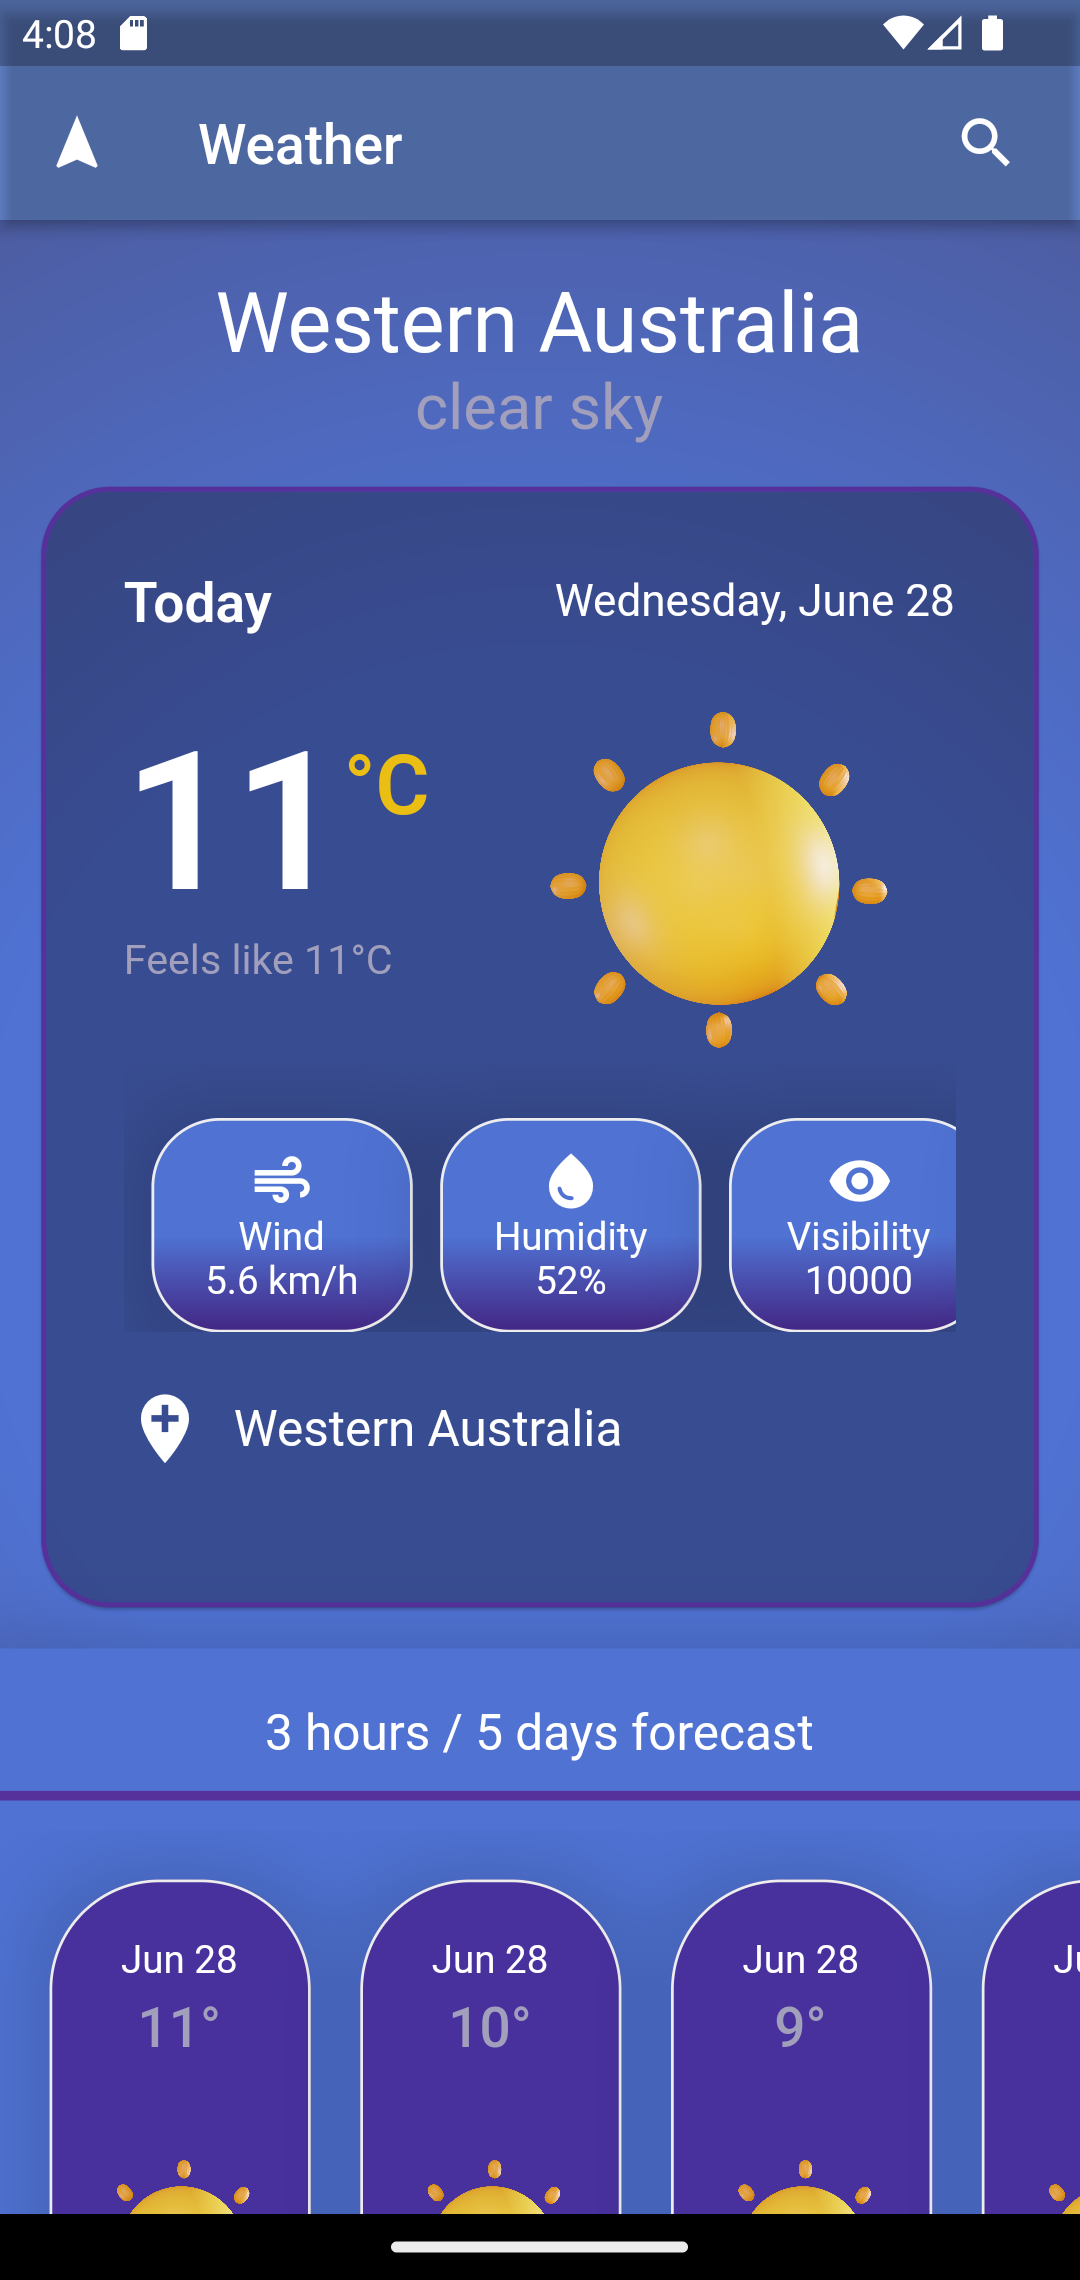 4:08
Weather
Western Australia
clear sky
Today
Wednesday, June 28
11 °C
Feels like 11°C
Wind
5.6 km/h
Humidity
52%
Visibility
10000
Western Australia
3 hours / 5 days forecast
Jun 28
11°
Jun 28
10°
Jun 28
9°